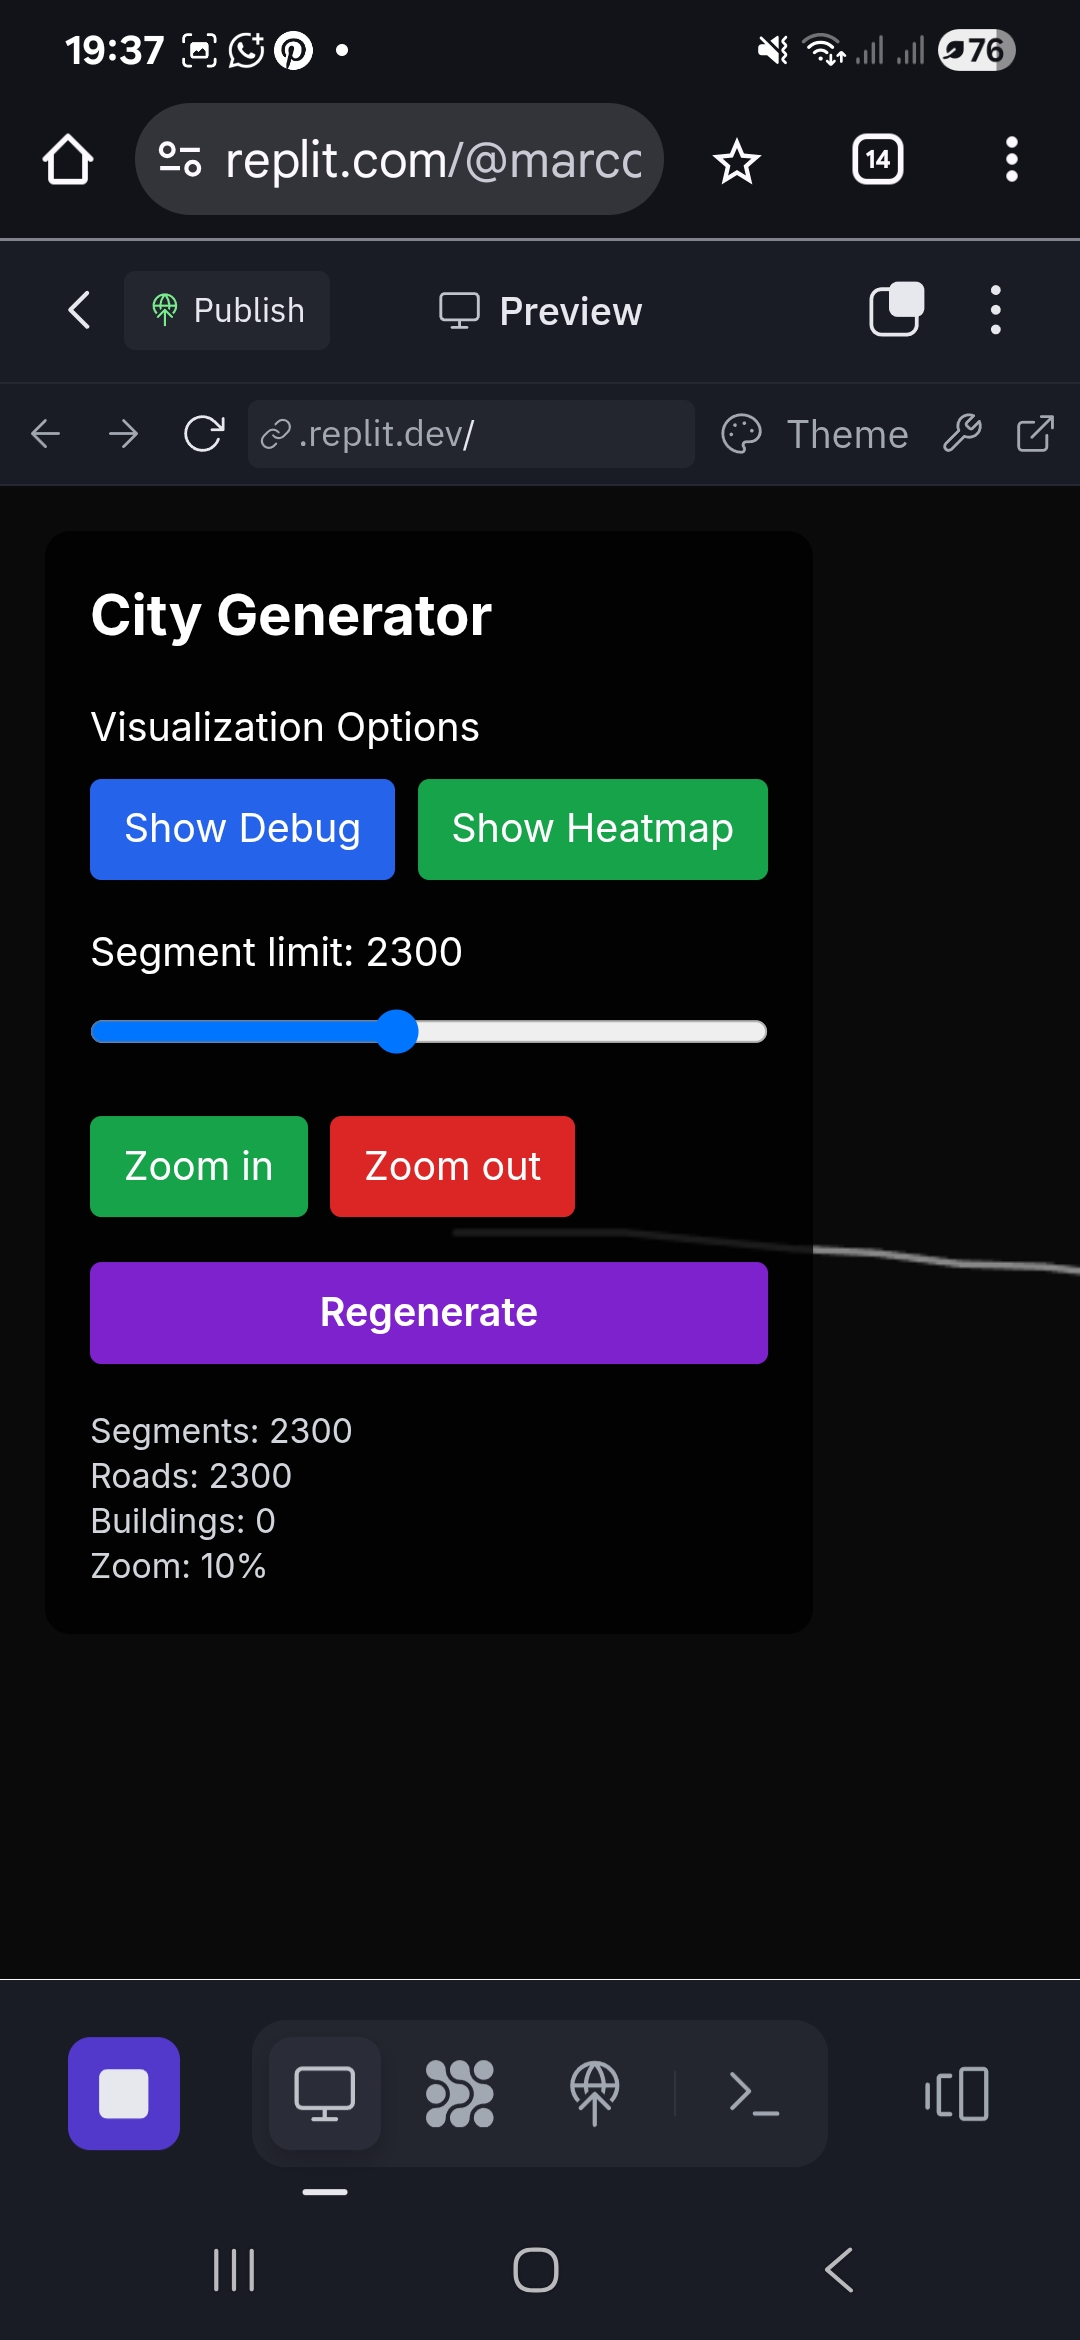 19:37
76
replit.com/@marcc
14
Publish
Preview
.replit.dev/
Theme
City Generator
Visualization Options
Show Debug
Show Heatmap
Segment limit: 2300
Zoom in
Zoom out
Regenerate
Segments: 2300
Roads: 2300
Buildings: 0
Zoom: 10%